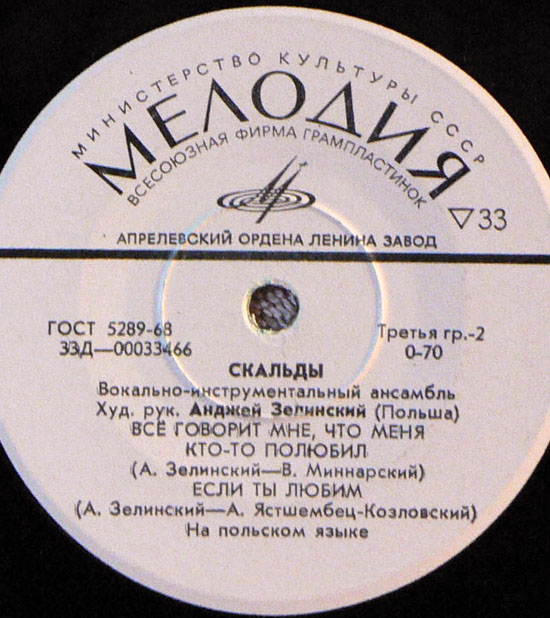 МИНИСТЕРСТВО КУЛЬТУРЫ СССР
МЕЛОДИЯ
ВСЕСОЮЗНАЯ ФИРМА ГРАМПЛАСТИНОК
▽33
АПРЕЛЕВСКИЙ ОРДЕНА ЛЕНИНА ЗАВОД
ГОСТ 5289-68
33Д—00033466
Третья гр.-2
0-70
СКАЛЬДЫ
Вокально-инструментальный ансамбль
Худ. рук. Анджей Зелинский (Польша)
ВСЁ ГОВОРИТ МНЕ, ЧТО МЕНЯ
КТО-ТО ПОЛЮБИЛ
(А. Зелинский—В. Миннарский)
ЕСЛИ ТЫ ЛЮБИМ
(А. Зелинский—А. Ястшембец-Козловский)
На польском языке